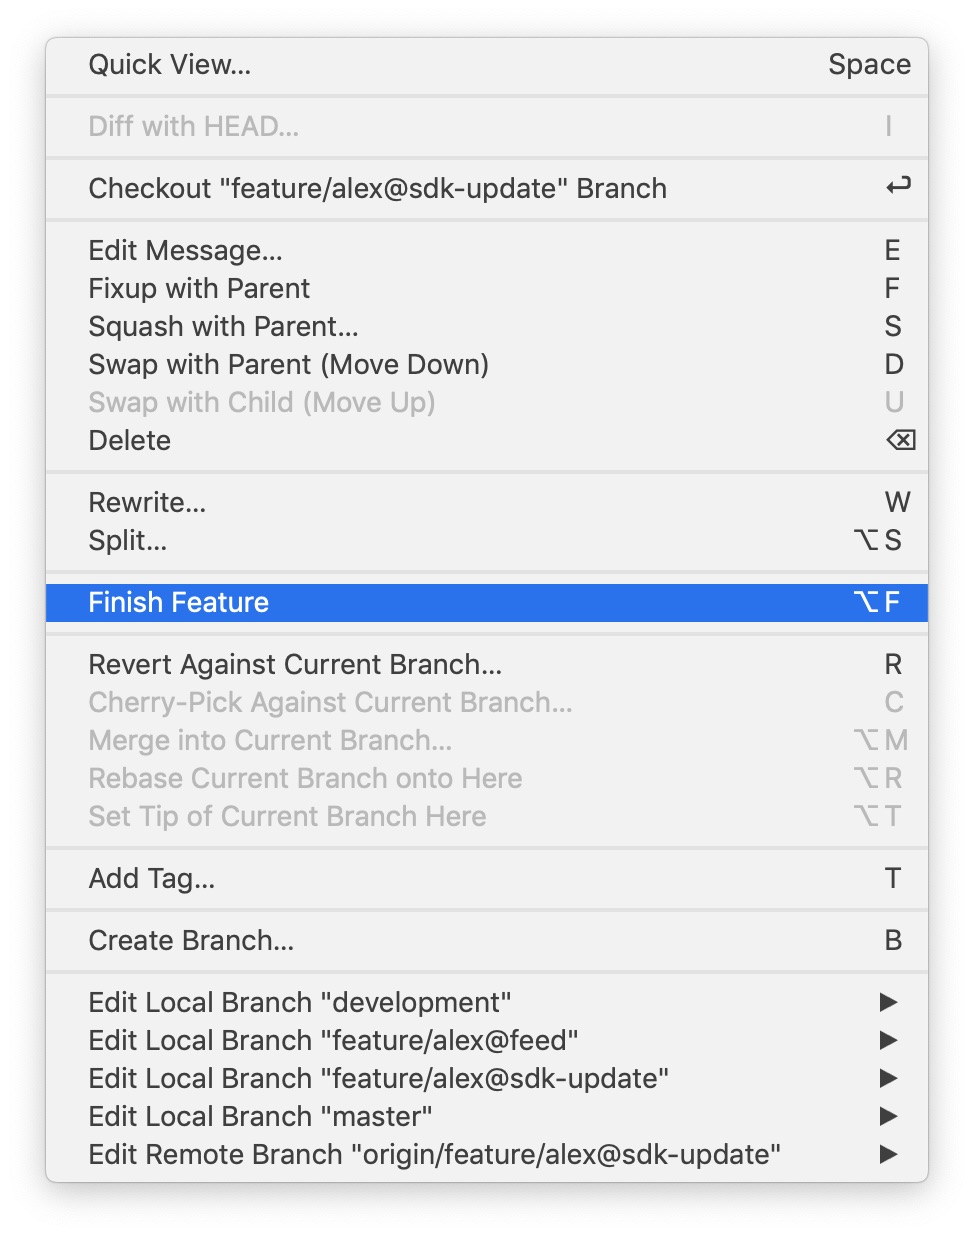 Quick View... Space
Diff with HEAD... I
Checkout "feature/alex@sdk-update" Branch ↩
Edit Message... E
Fixup with Parent F
Squash with Parent... S
Swap with Parent (Move Down) D
Swap with Child (Move Up) U
Delete ⌫
Rewrite... W
Split... ⌥ S
Finish Feature ⌥ F
Revert Against Current Branch... R
Cherry-Pick Against Current Branch... C
Merge into Current Branch... ⌥ M
Rebase Current Branch onto Here ⌥ R
Set Tip of Current Branch Here ⌥ T
Add Tag... T
Create Branch... B
Edit Local Branch "development" ▶
Edit Local Branch "feature/alex@feed" ▶
Edit Local Branch "feature/alex@sdk-update" ▶
Edit Local Branch "master" ▶
Edit Remote Branch "origin/feature/alex@sdk-update" ▶